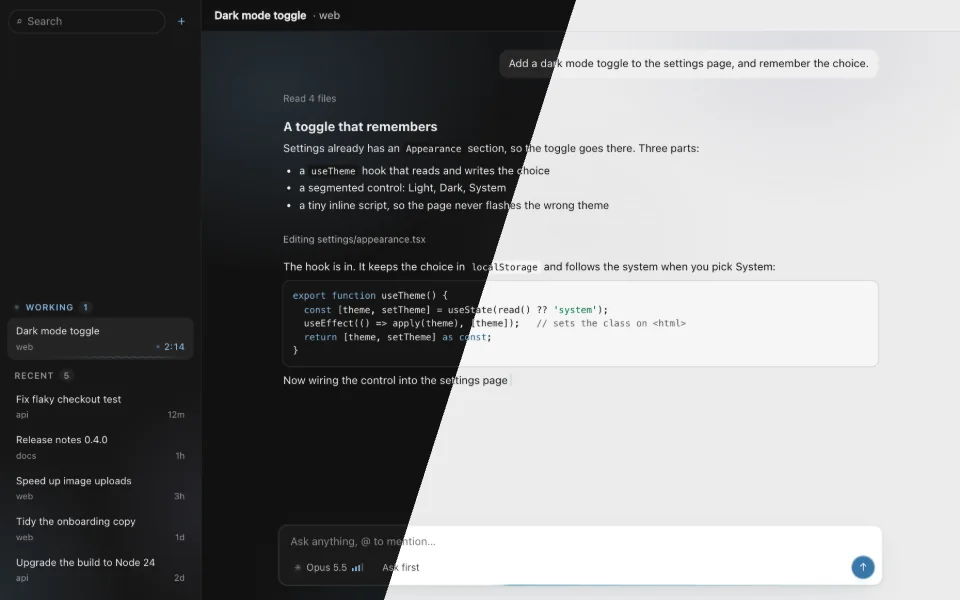 Search
+
WORKING 1
Dark mode toggle
web 2:14
RECENT 5
Fix flaky checkout test
api 12m
Release notes 0.4.0
docs 1h
Speed up image uploads
web 3h
Tidy the onboarding copy
web 1d
Upgrade the build to Node 24
api 2d
Dark mode toggle · web
Add a dark mode toggle to the settings page, and remember the choice.
Read 4 files
A toggle that remembers
Settings already has an Appearance section, so the toggle goes there. Three parts:
• a useTheme hook that reads and writes the choice
• a segmented control: Light, Dark, System
• a tiny inline script, so the page never flashes the wrong theme
Editing settings/appearance.tsx
The hook is in. It keeps the choice in localStorage and follows the system when you pick System:
export function useTheme() {
const [theme, setTheme] = useState(read() ?? 'system');
useEffect(() => apply(theme), [theme]); // sets the class on <html>
return [theme, setTheme] as const;
}
Now wiring the control into the settings page
Ask anything, @ to mention...
Opus 5.5 Ask first